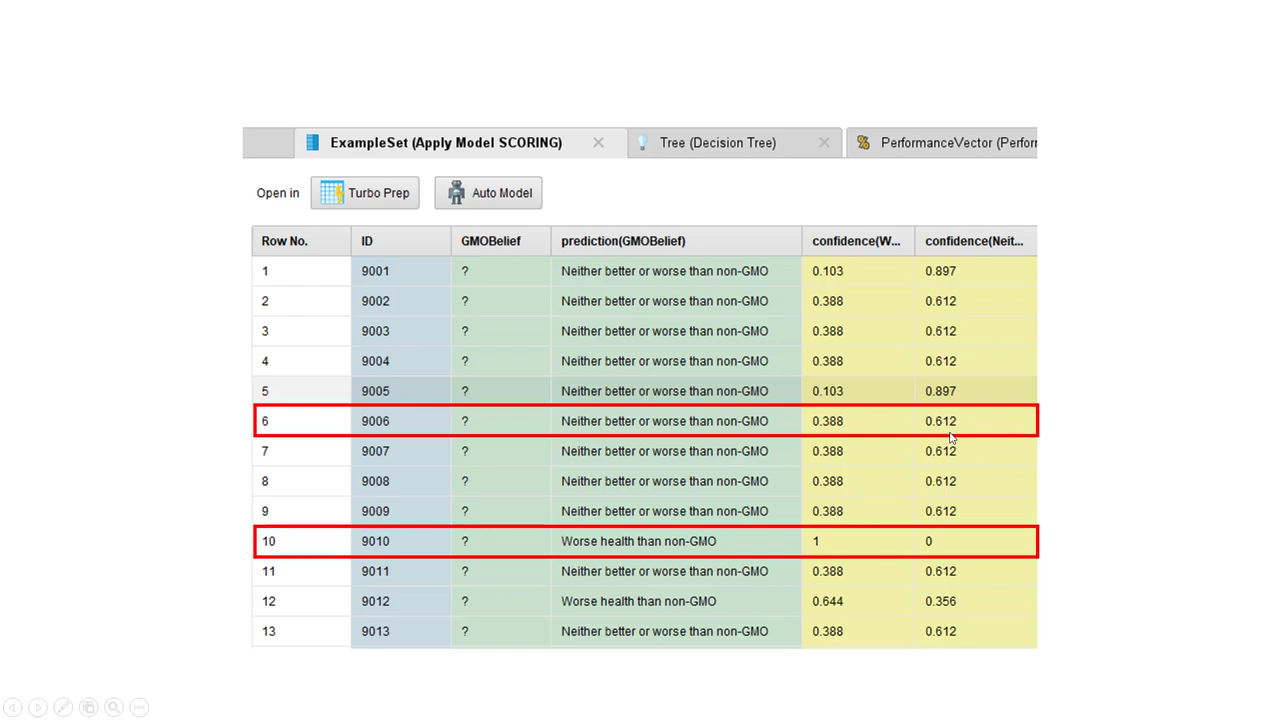 ExampleSet (Apply Model SCORING) Tree (Decision Tree) PerformanceVector (Perforr
Open in Turbo Prep Auto Model
Row No. ID GMOBelief prediction(GMOBelief) confidence(W... confidence(Neit...
1 9001 ? Neither better or worse than non-GMO 0.103 0.897
2 9002 ? Neither better or worse than non-GMO 0.388 0.612
3 9003 ? Neither better or worse than non-GMO 0.388 0.612
4 9004 ? Neither better or worse than non-GMO 0.388 0.612
5 9005 ? Neither better or worse than non-GMO 0.103 0.897
6 9006 ? Neither better or worse than non-GMO 0.388 0.612
7 9007 ? Neither better or worse than non-GMO 0.388 0.612
8 9008 ? Neither better or worse than non-GMO 0.388 0.612
9 9009 ? Neither better or worse than non-GMO 0.388 0.612
10 9010 ? Worse health than non-GMO 1 0
11 9011 ? Neither better or worse than non-GMO 0.388 0.612
12 9012 ? Worse health than non-GMO 0.644 0.356
13 9013 ? Neither better or worse than non-GMO 0.388 0.612